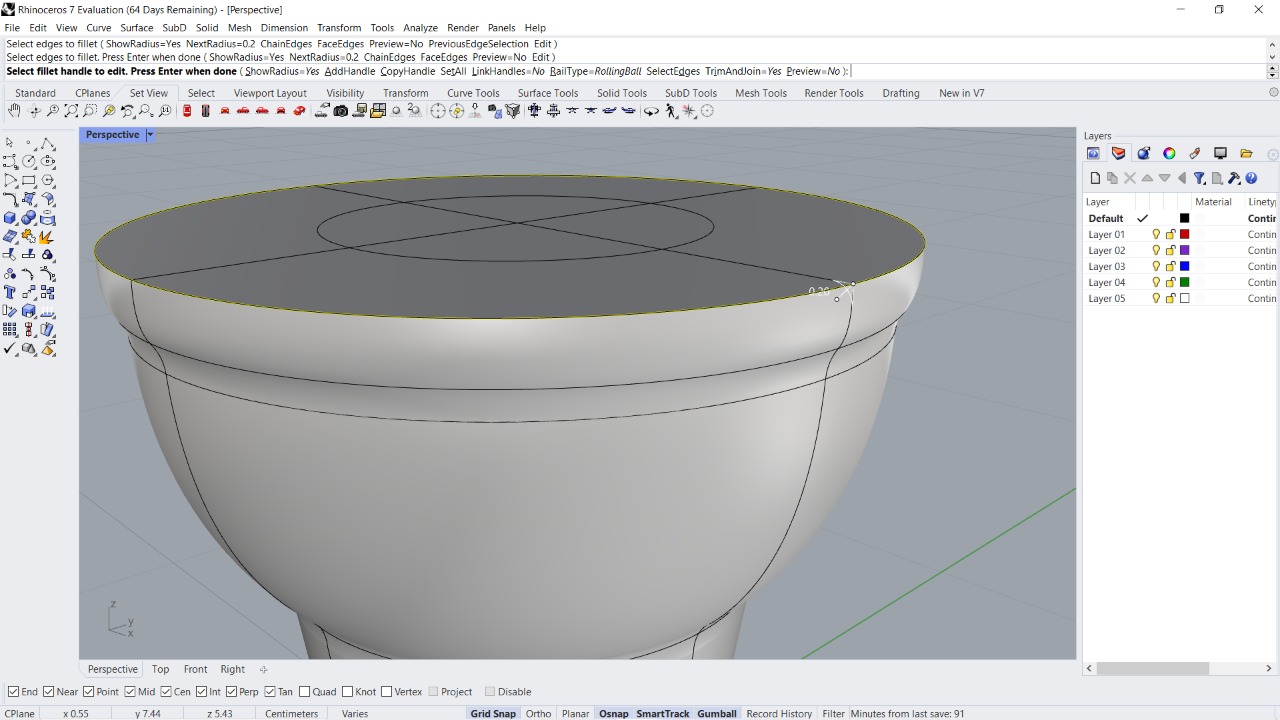 Rhinoceros 7 Evaluation (64 Days Remaining) - [Perspective]
File Edit View Curve Surface SubD Solid Mesh Dimension Transform Tools Analyze Render Panels Help
Select edges to fillet ( ShowRadius=Yes NextRadius=0.2 ChainEdges FaceEdges Preview=No PreviousEdgeSelection Edit )
Select edges to fillet. Press Enter when done ( ShowRadius=Yes NextRadius=0.2 ChainEdges FaceEdges Preview=No Edit )
Select fillet handle to edit. Press Enter when done ( ShowRadius=Yes AddHandle CopyHandle SetAll LinkHandles=No RailType=RollingBall SelectEdges TrimAndJoin=Yes Preview=No ):
Standard CPlanes Set View Select Viewport Layout Visibility Transform Curve Tools Surface Tools Solid Tools SubD Tools Mesh Tools Render Tools Drafting New in V7
Perspective
Layers
Layer Material Linety
Default Contin
Layer 01 Contin
Layer 02 Contin
Layer 03 Contin
Layer 04 Contin
Layer 05 Contin
0.20
z
y
x
Perspective Top Front Right
End Near Point Mid Cen Int Perp Tan Quad Knot Vertex Project Disable
CPlane x 0.55 y 7.44 z 5.43 Centimeters Varies Grid Snap Ortho Planar Osnap SmartTrack Gumball Record History Filter Minutes from last save: 91